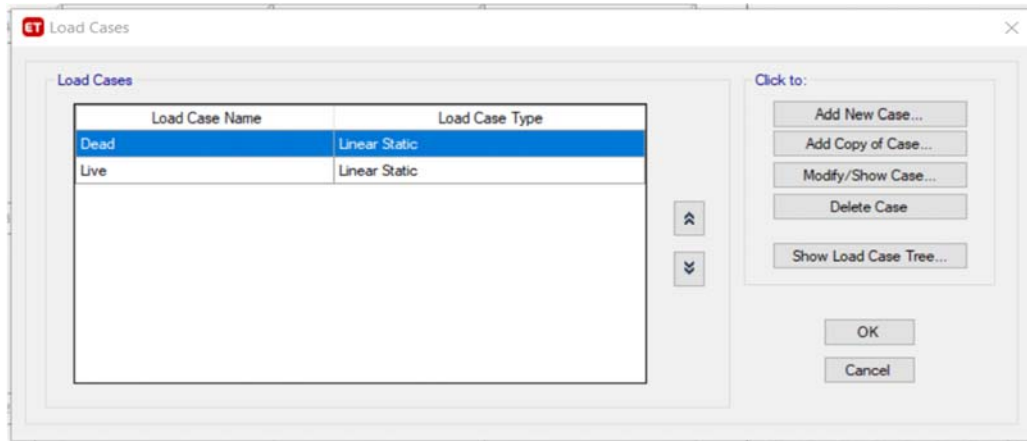 ET Load Cases
Load Cases
Load Case Name Load Case Type
Dead Linear Static
Live Linear Static
Click to:
Add New Case...
Add Copy of Case...
Modify/Show Case...
Delete Case
Show Load Case Tree...
OK
Cancel